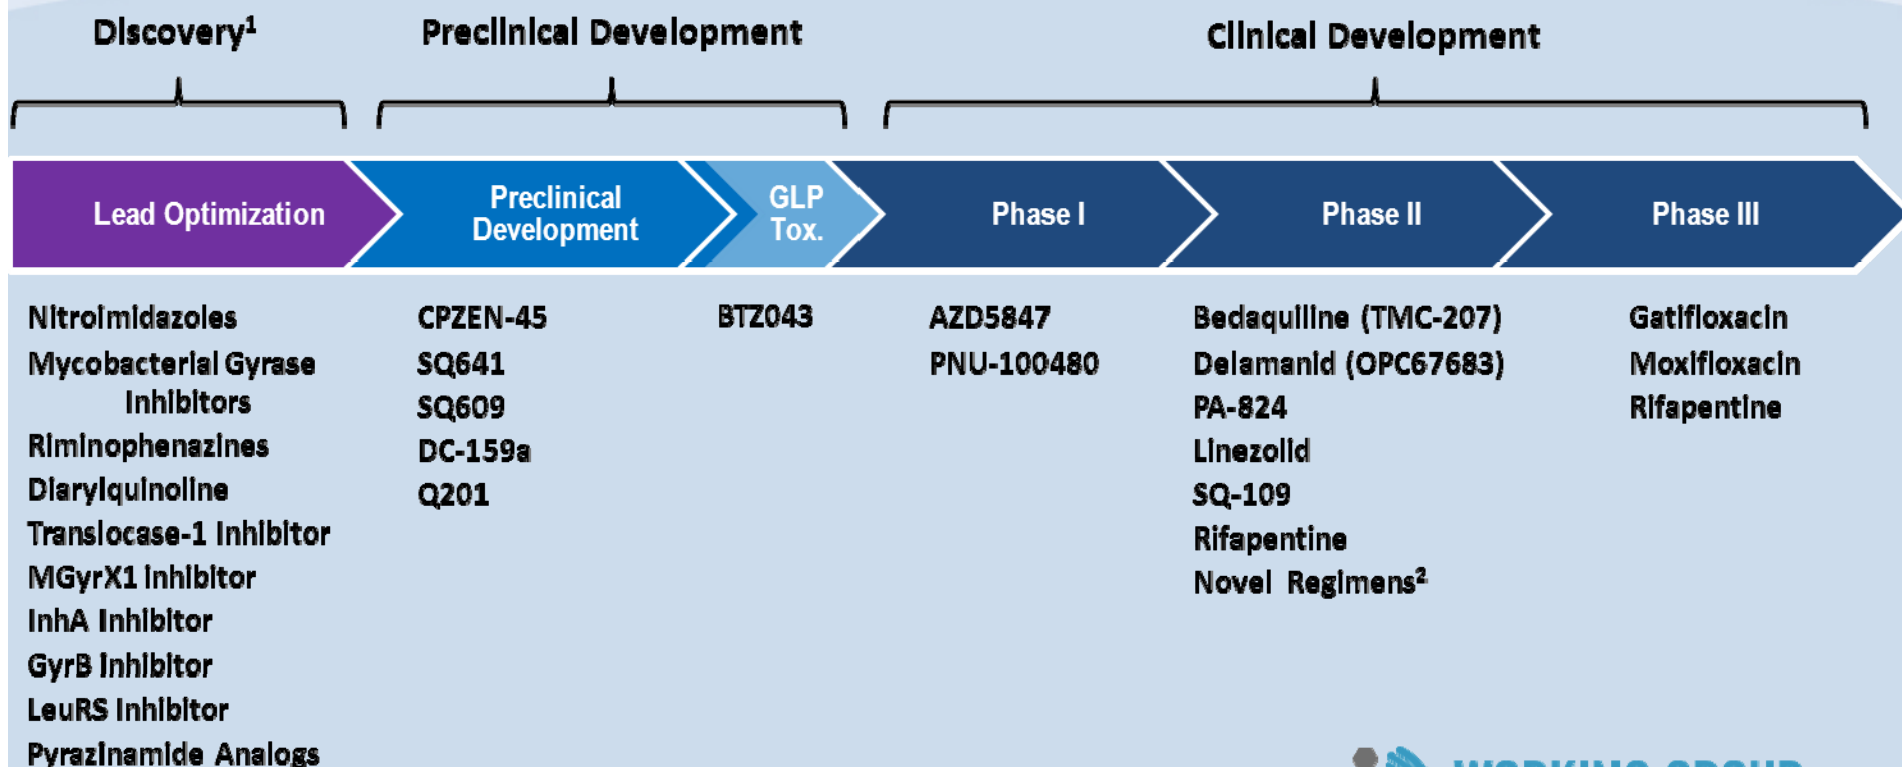 Discovery¹
Preclinical Development
Clinical Development
Lead Optimization
Preclinical
Development
GLP
Tox.
Phase I
Phase II
Phase III
Nitroimidazoles
Mycobacterial Gyrase
Inhibitors
Riminophenazines
Diarylquinoline
Translocase-1 Inhibitor
MGyrX1 inhibitor
InhA Inhibitor
GyrB inhibitor
LeuRS Inhibitor
Pyrazinamide Analogs
CPZEN-45
SQ641
SQ609
DC-159a
Q201
BTZ043
AZD5847
PNU-100480
Bedaquiline (TMC-207)
Delamanid (OPC67683)
PA-824
Linezolid
SQ-109
Rifapentine
Novel Regimens²
Gatifloxacin
Moxifloxacin
Rifapentine
WORKING GROUP